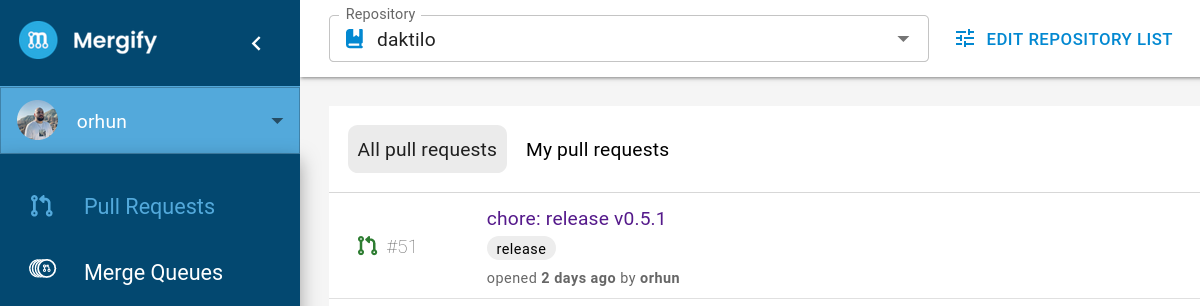 Mergify
orhun
Pull Requests
Merge Queues
Repository
daktilo
EDIT REPOSITORY LIST
All pull requests
My pull requests
chore: release v0.5.1
#51
release
opened 2 days ago by orhun